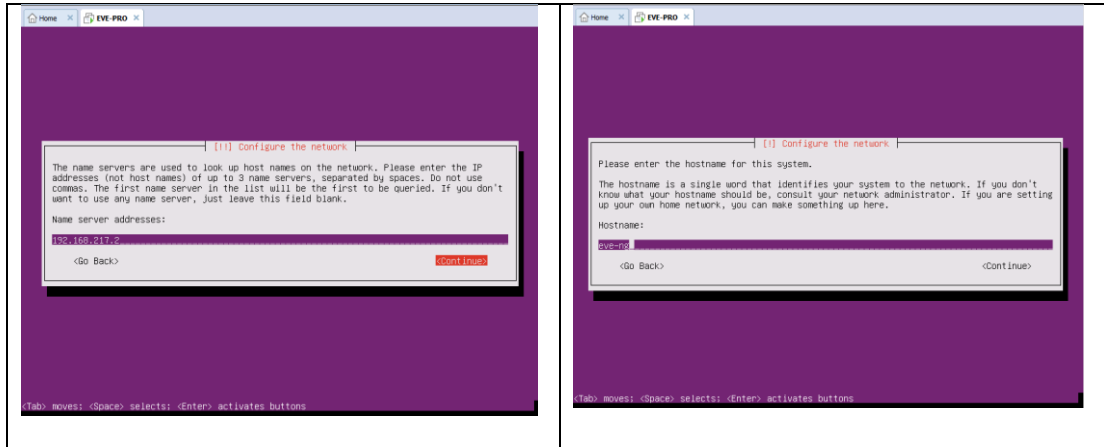 Home × EVE-PRO ×
[!!] Configure the network
The name servers are used to look up host names on the network. Please enter the IP
addresses (not host names) of up to 3 name servers, separated by spaces. Do not use
commas. The first name server in the list will be the first to be queried. If you don't
want to use any name server, just leave this field blank.
Name server addresses:
192.168.217.2
<Go Back> <Continue>
<Tab> moves; <Space> selects; <Enter> activates buttons
Home × EVE-PRO ×
[!] Configure the network
Please enter the hostname for this system.
The hostname is a single word that identifies your system to the network. If you don't
know what your hostname should be, consult your network administrator. If you are setting
up your own home network, you can make something up here.
Hostname:
eve-ng
<Go Back> <Continue>
<Tab> moves; <Space> selects; <Enter> activates buttons